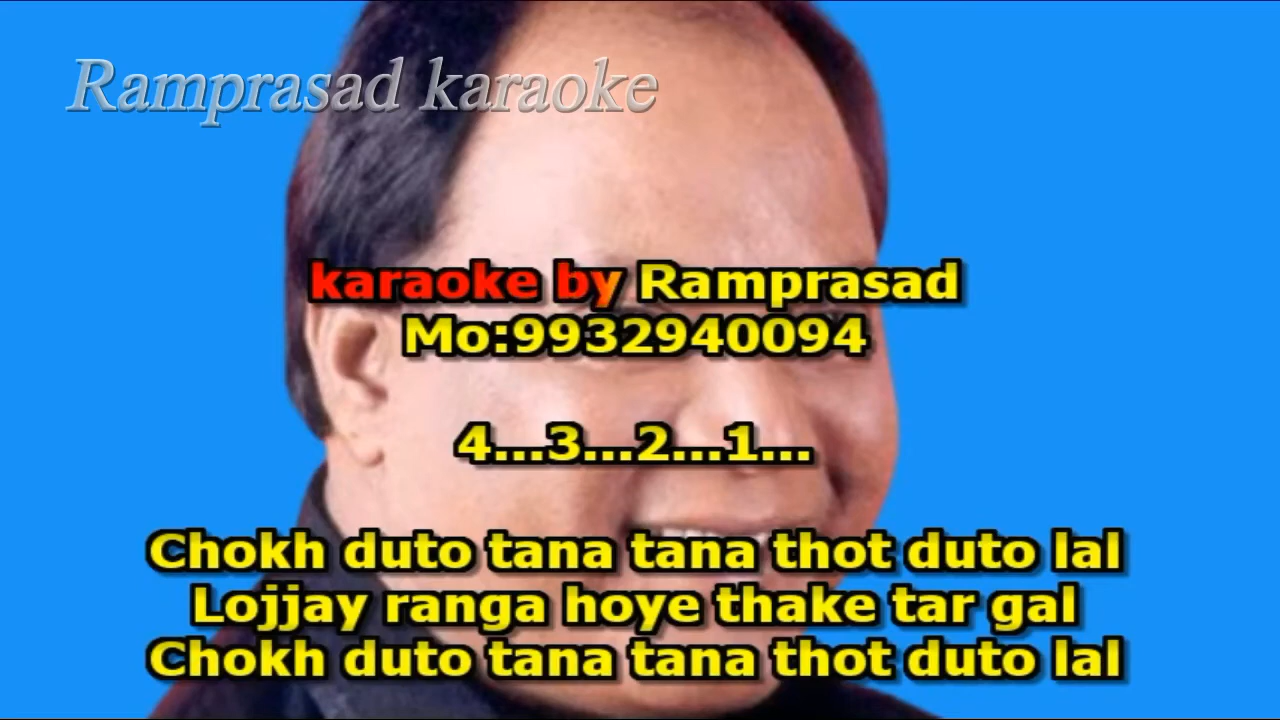 Ramprasad karaoke
karaoke by Ramprasad
Mo:9932940094
4...3...2...1...
Chokh duto tana tana thot duto lal
Lojjay ranga hoye thake tar gal
Chokh duto tana tana thot duto lal